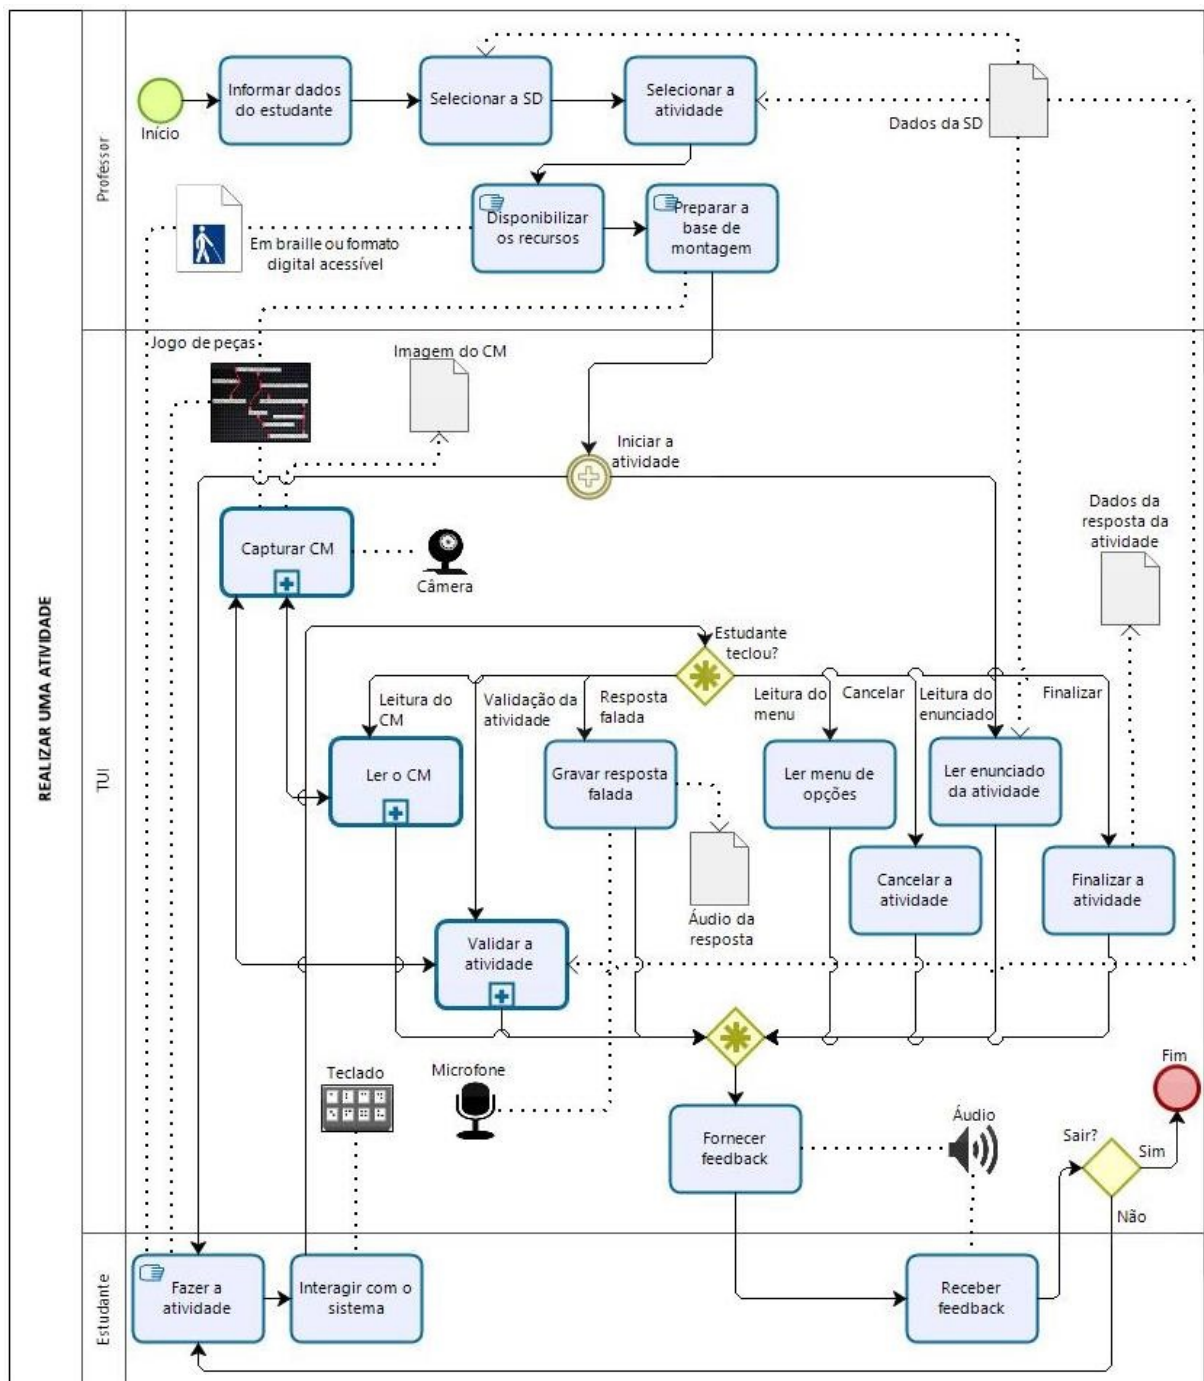 REALIZAR UMA ATIVIDADE
Professor
Início
Informar dados
do estudante
Selecionar a SD
Selecionar a
atividade
Dados da SD
Em braille ou formato
digital acessível
Disponibilizar
os recursos
Preparar a
base de
montagem
TUI
Jogo de peças
Imagem do CM
Iniciar a
atividade
Capturar CM
Câmera
Dados da
resposta da
atividade
Estudante
teclou?
Leitura do
CM
Validação da
atividade
Resposta
falada
Leitura do
menu
Cancelar
Leitura do
enunciado
Finalizar
Ler o CM
Gravar resposta
falada
Ler menu de
opções
Ler enunciado
da atividade
Áudio da
resposta
Cancelar a
atividade
Finalizar a
atividade
Validar a
atividade
Teclado
Microfone
Fornecer
feedback
Áudio
Sair?
Sim
Fim
Não
Estudante
Fazer a
atividade
Interagir com o
sistema
Receber
feedback